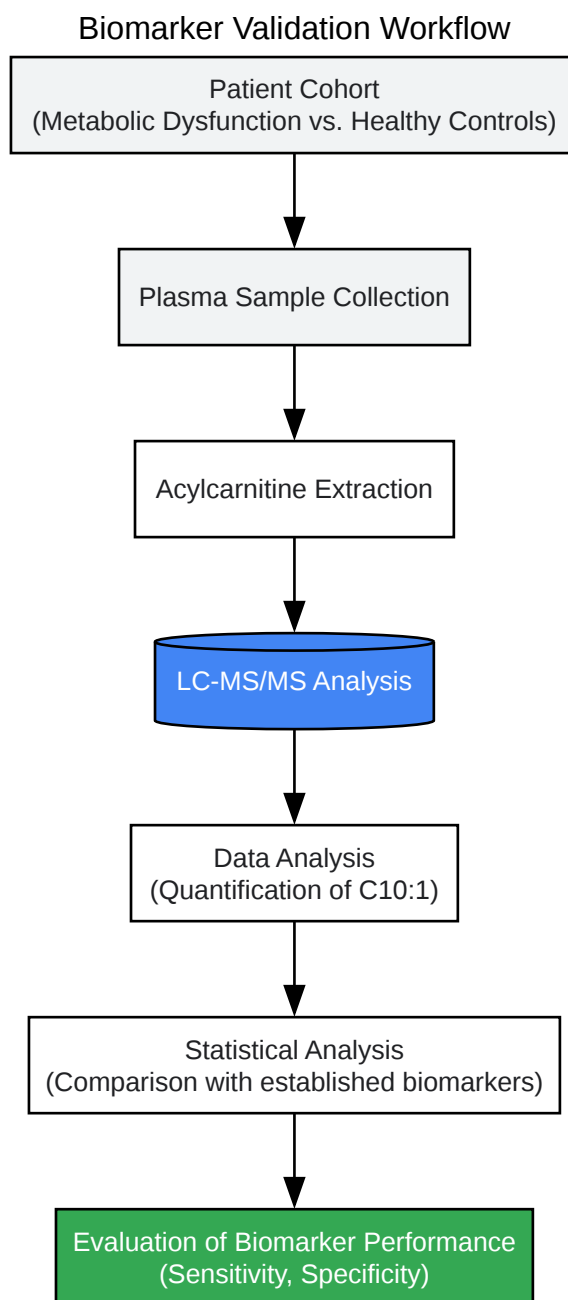 Biomarker Validation Workflow
Patient Cohort
(Metabolic Dysfunction vs. Healthy Controls)
Plasma Sample Collection
Acylcarnitine Extraction
LC-MS/MS Analysis
Data Analysis
(Quantification of C10:1)
Statistical Analysis
(Comparison with established biomarkers)
Evaluation of Biomarker Performance
(Sensitivity, Specificity)